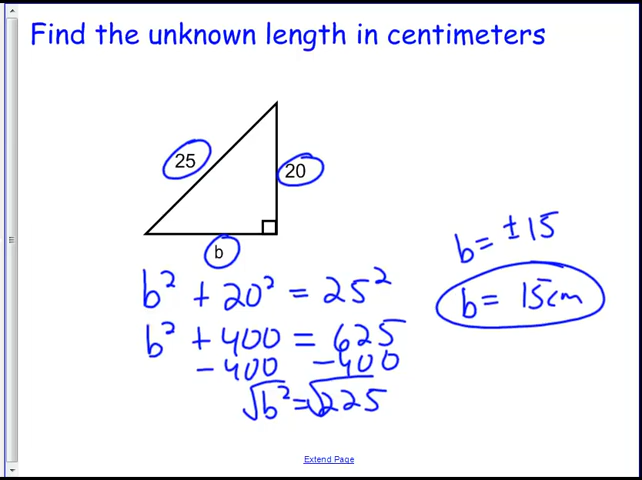 Find the unknown length in centimeters
25
20
b
b² + 20² = 25²
b² + 400 = 625
- 400 - 400
√b² = √225
b = ±15
b = 15cm
Extend Page